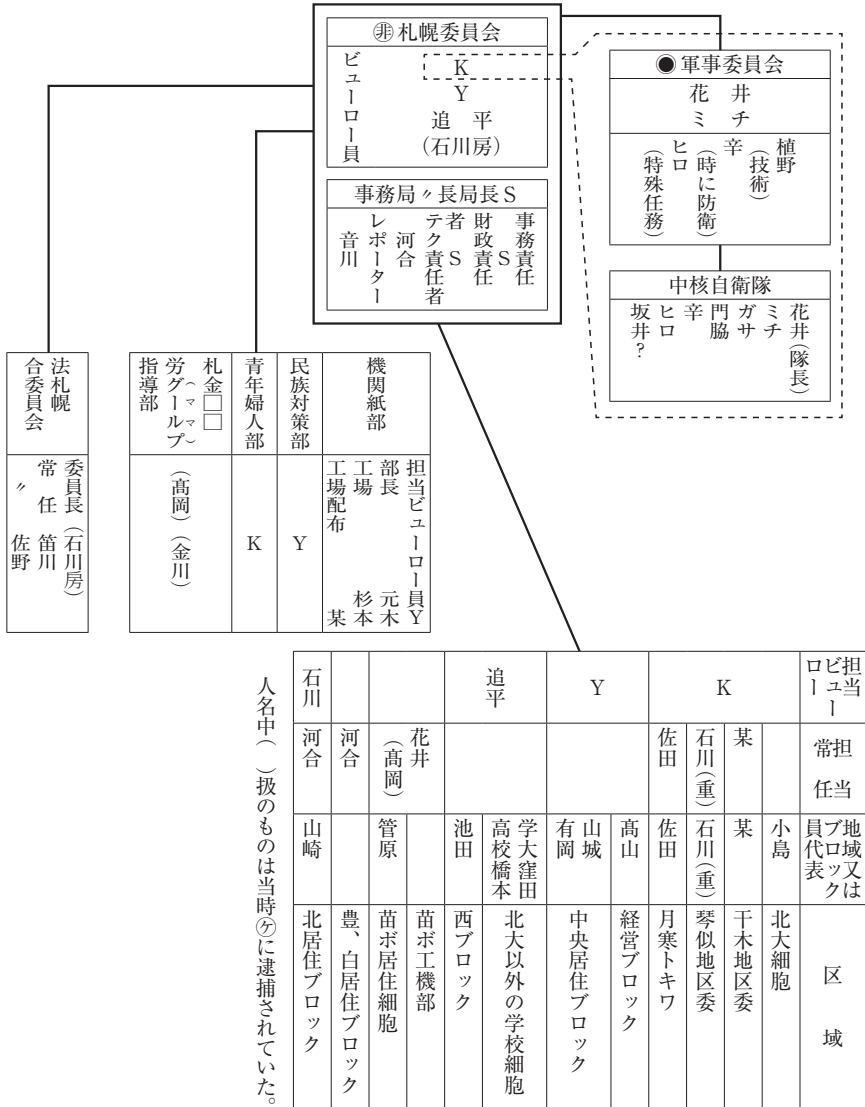 ㊵札幌委員会
K
Y
追　平
(石川房)
ビューロー員
事務局〃長局長S
事務責任
S
財政責任
者　S
テク責任者
河合
レポーター
音川
●軍事委員会
花　井
ミ　チ
植野
(技術)
辛
(時に防衛)
ヒロ
(特殊任務)
中核自衛隊
花井(隊長)
ミチ
ガサ
門脇
辛
ヒロ
坂井?
機関紙部
担当ビューロー員Y
部長　元木
工場　杉本
工場配布　某
民族対策部
Y
青年婦人部
K
札金□□
労グールプ
(ママ)
指導部
(髙岡)(金川)
法札幌
合委員会
委員長(石川房)
常　任　笛川
〃　佐野
担当
ビュー
ロー
K
Y
追平
石川
担当
常　任
某
石川(重)
佐田
花井
(髙岡)
河合
河合
地域又は
ブロック
員代表
小島
某
石川(重)
佐田
髙山
山城
有岡
学大窪田
高校橋本
池田
管原
山崎
区　域
北大細胞
干木地区委
琴似地区委
月寒トキワ
経営ブロック
中央居住ブロック
北大以外の学校細胞
西ブロック
苗ボ工機部
苗ボ居住細胞
豊、白居住ブロック
北居住ブロック
人名中(　)扱のものは当時㋘に逮捕されていた。